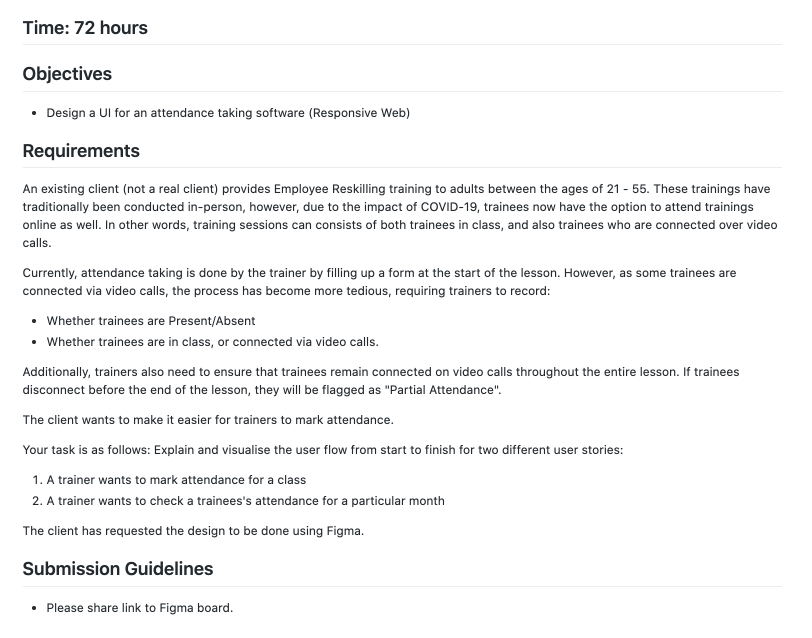 Time: 72 hours
Objectives
• Design a UI for an attendance taking software (Responsive Web)
Requirements
An existing client (not a real client) provides Employee Reskilling training to adults between the ages of 21 - 55. These trainings have
traditionally been conducted in-person, however, due to the impact of COVID-19, trainees now have the option to attend trainings
online as well. In other words, training sessions can consists of both trainees in class, and also trainees who are connected over video
calls.
Currently, attendance taking is done by the trainer by filling up a form at the start of the lesson. However, as some trainees are
connected via video calls, the process has become more tedious, requiring trainers to record:
• Whether trainees are Present/Absent
• Whether trainees are in class, or connected via video calls.
Additionally, trainers also need to ensure that trainees remain connected on video calls throughout the entire lesson. If trainees
disconnect before the end of the lesson, they will be flagged as "Partial Attendance".
The client wants to make it easier for trainers to mark attendance.
Your task is as follows: Explain and visualise the user flow from start to finish for two different user stories:
1. A trainer wants to mark attendance for a class
2. A trainer wants to check a trainees's attendance for a particular month
The client has requested the design to be done using Figma.
Submission Guidelines
• Please share link to Figma board.